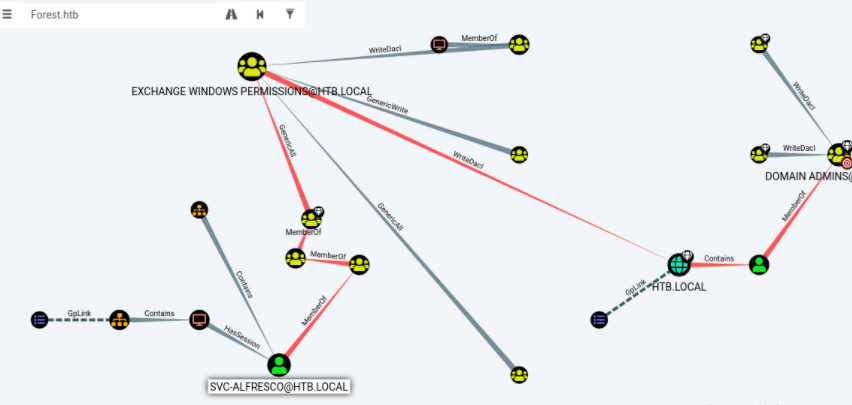 Forest.htb
MemberOf
WriteDacl
WriteDacl
EXCHANGE WINDOWS PERMISSIONS@HTB.LOCAL
GenericWrite
GenericAll
WriteDacl
WriteDacl
DOMAIN ADMINS@
GenericAll
MemberOf
MemberOf
MemberOf
Contains
Contains
GpLink
HTB.LOCAL
MemberOf
GpLink
Contains
HasSession
SVC-ALFRESCO@HTB.LOCAL